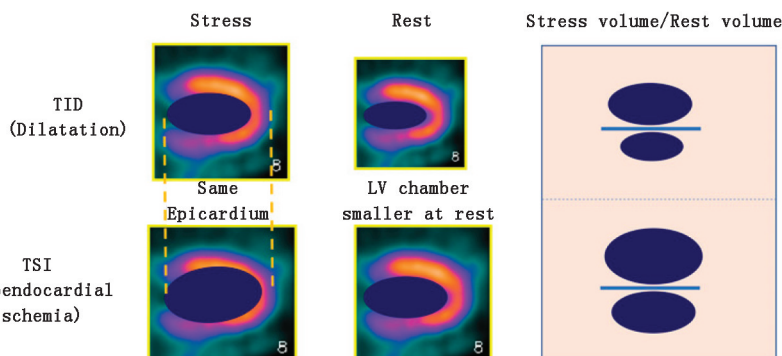 Stress Rest Stress volume/Rest volume
TID
(Dilatation)
8 8
Same
Epicardium
LV chamber
smaller at rest
TSI
endocardial
schemia)
8 8